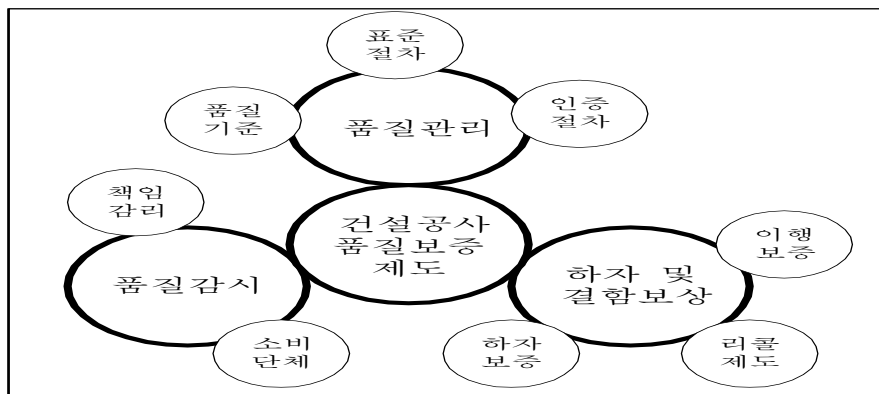 표준
절차
품질
기준
인증
절차
품질관리
책임
감리
건설공사
품질보증
제도
품질감시
이행
보증
하자 및
결함보상
소비
단체
하자
보증
리콜
제도